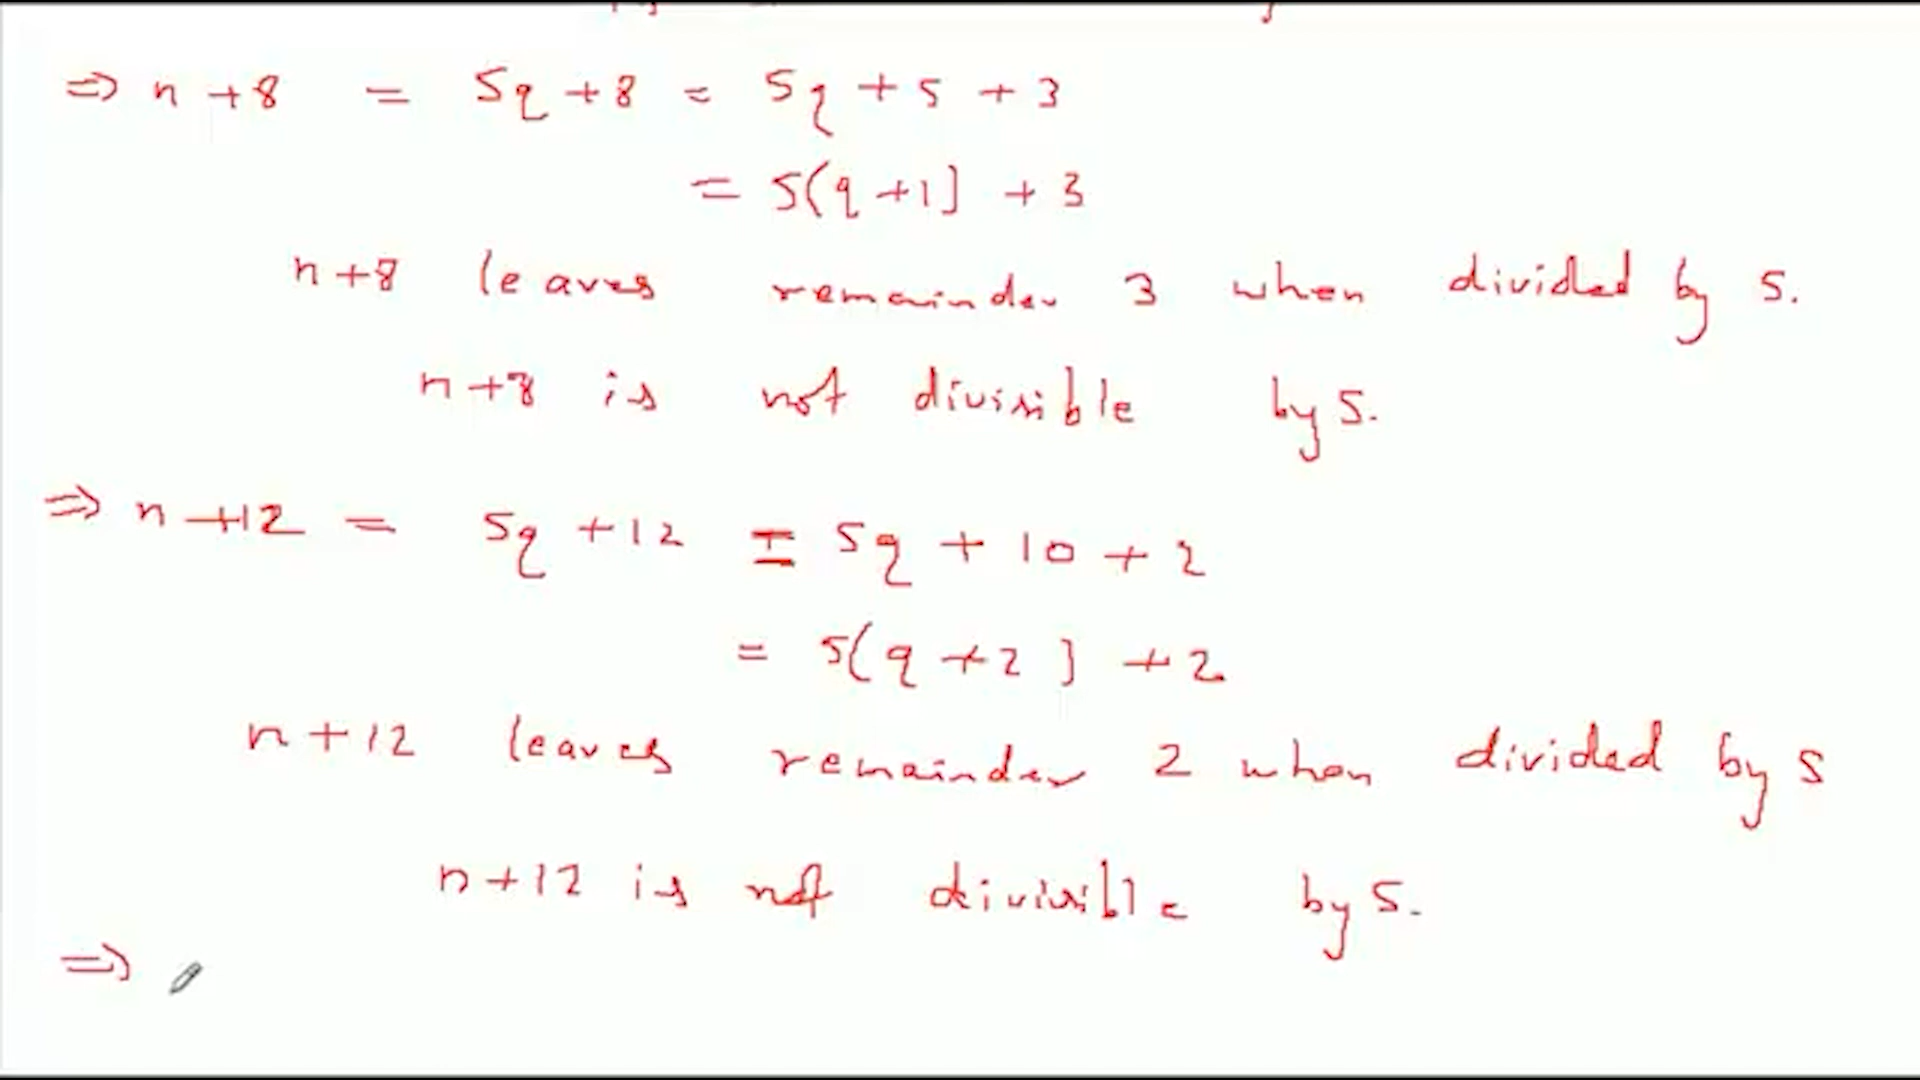 ⇒ n + 8 = 5q + 8 = 5q + 5 + 3
= 5(q + 1) + 3
n + 8 leaves remainder 3 when divided by 5.
n + 8 is not divisible by 5.
⇒ n + 12 = 5q + 12 = 5q + 10 + 2
= 5(q + 2) + 2
n + 12 leaves remainder 2 when divided by 5
n + 12 is not divisible by 5.
⇒